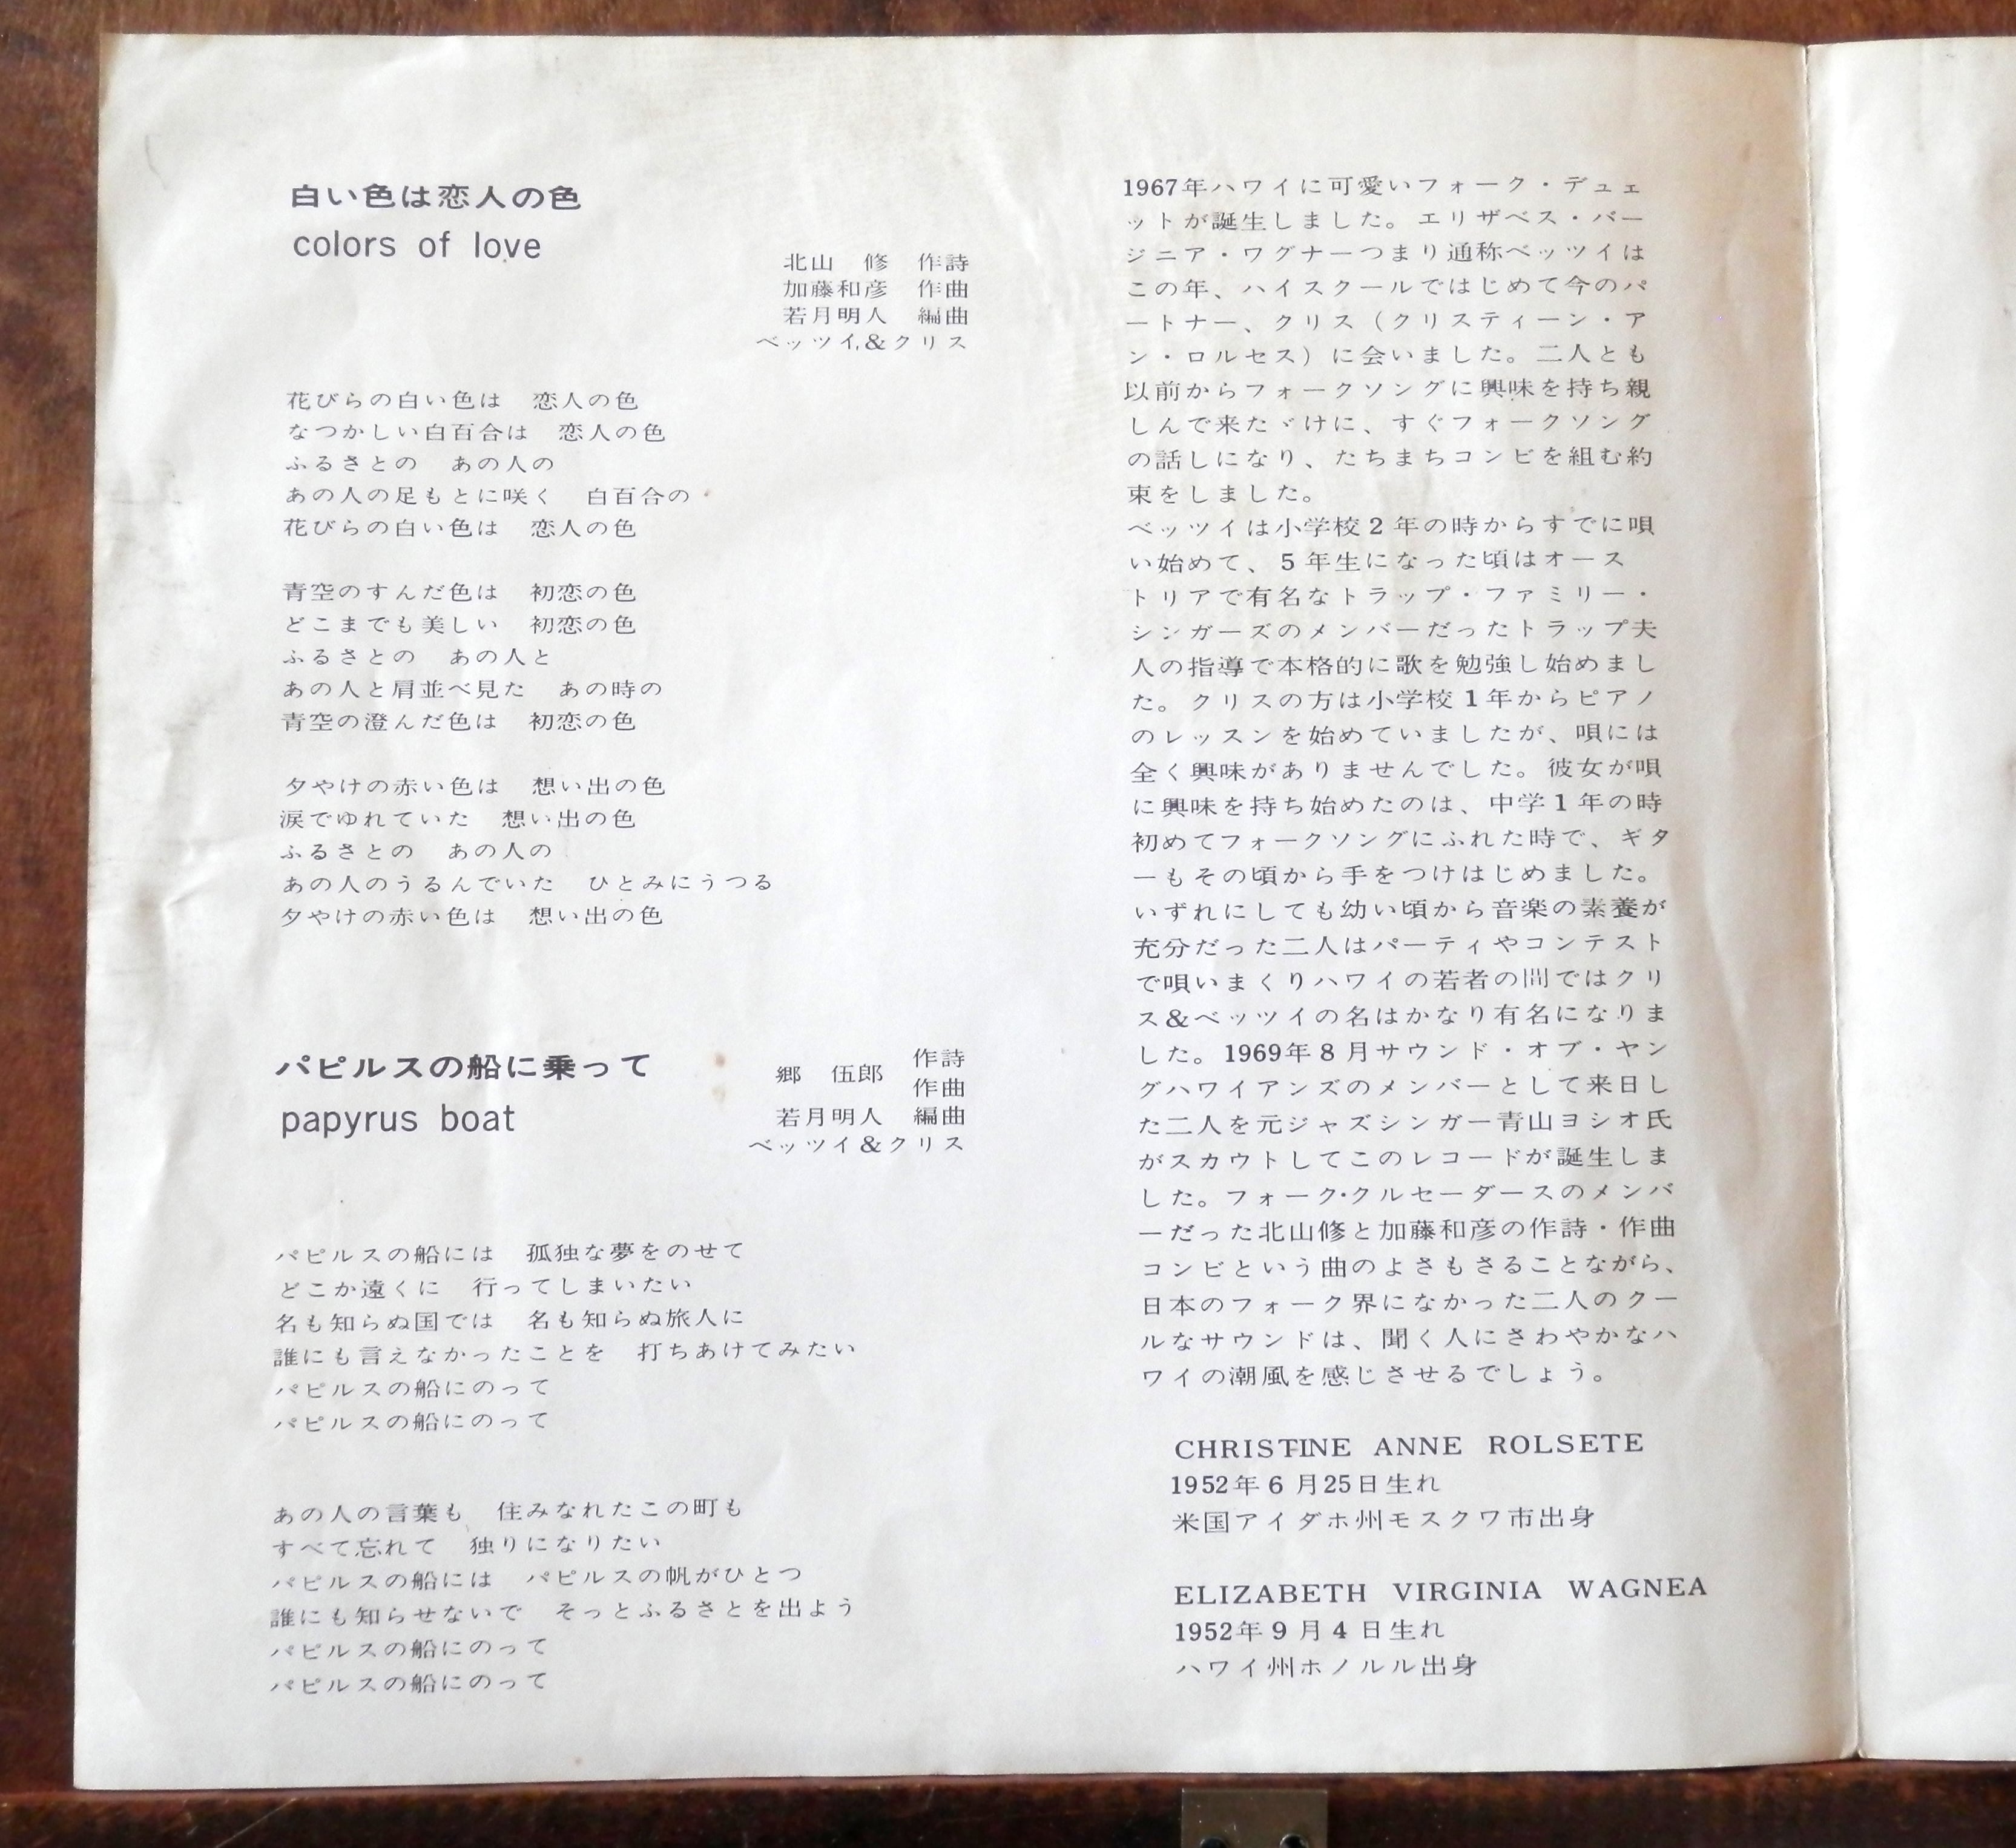 白い色は恋人の色
colors of love
北山　修　作詩
加藤和彦　作曲
若月明人　編曲
ベッツイ,&クリス
花びらの白い色は　恋人の色
なつかしい白百合は　恋人の色
ふるさとの　あの人の
あの人の足もとに咲く　白百合の
花びらの白い色は　恋人の色
青空のすんだ色は　初恋の色
どこまでも美しい　初恋の色
ふるさとの　あの人と
あの人と肩並べ見た　あの時の
青空の澄んだ色は　初恋の色
夕やけの赤い色は　想い出の色
涙でゆれていた　想い出の色
ふるさとの　あの人の
あの人のうるんでいた　ひとみにうつる
夕やけの赤い色は　想い出の色
パピルスの船に乗って
papyrus boat
郷　伍郎　作詩
作曲
若月明人　編曲
ベッツイ&クリス
パピルスの船には　孤独な夢をのせて
どこか遠くに　行ってしまいたい
名も知らぬ国では　名も知らぬ旅人に
誰にも言えなかったことを　打ちあけてみたい
パピルスの船にのって
パピルスの船にのって
あの人の言葉も　住みなれたこの町も
すべて忘れて　独りになりたい
パピルスの船には　パピルスの帆がひとつ
誰にも知らせないで　そっとふるさとを出よう
パピルスの船にのって
パピルスの船にのって
1967年ハワイに可愛いフォーク・デュェ
ットが誕生しました。エリザベス・バー
ジニア・ワグナーつまり通称ベッツイは
この年、ハイスクールではじめて今のパ
ートナー、クリス（クリスティーン・ア
ン・ロルセス）に会いました。二人とも
以前からフォークソングに興味を持ち親
しんで来たゞけに、すぐフォークソング
の話しになり、たちまちコンビを組む約
束をしました。
ベッツイは小学校2年の時からすでに唄
い始めて、5年生になった頃はオース
トリアで有名なトラップ・ファミリー・
シンガーズのメンバーだったトラップ夫
人の指導で本格的に歌を勉強し始めまし
た。クリスの方は小学校1年からピアノ
のレッスンを始めていましたが、唄には
全く興味がありませんでした。彼女が唄
に興味を持ち始めたのは、中学1年の時
初めてフォークソングにふれた時で、ギタ
ーもその頃から手をつけはじめました。
いずれにしても幼い頃から音楽の素養が
充分だった二人はパーティやコンテスト
で唄いまくりハワイの若者の間ではクリ
ス&ベッツイの名はかなり有名になりま
した。1969年8月サウンド・オブ・ヤン
グハワイアンズのメンバーとして来日し
た二人を元ジャズシンガー青山ヨシオ氏
がスカウトしてこのレコードが誕生しま
した。フォーク・クルセーダースのメンバ
ーだった北山修と加藤和彦の作詩・作曲
コンビという曲のよさもさることながら、
日本のフォーク界になかった二人のクー
ルなサウンドは、聞く人にさわやかなハ
ワイの潮風を感じさせるでしょう。
CHRISTINE ANNE ROLSETE
1952年6月25日生れ
米国アイダホ州モスクワ市出身
ELIZABETH VIRGINIA WAGNEA
1952年9月4日生れ
ハワイ州ホノルル出身